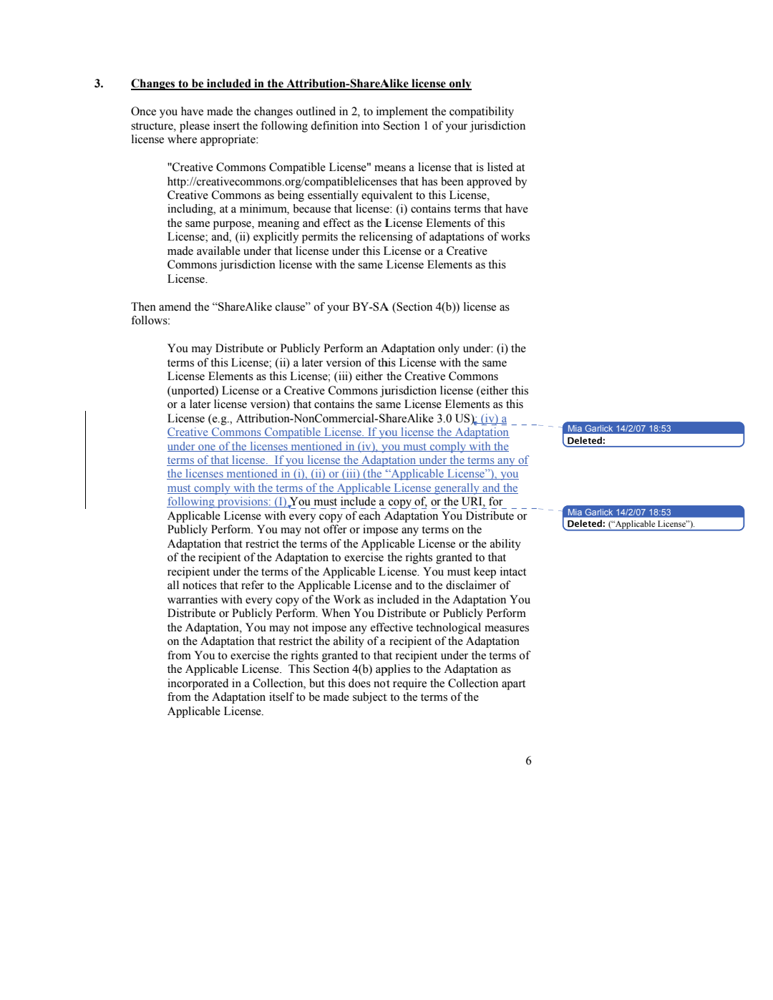 3. Changes to be included in the Attribution-ShareAlike license only
Once you have made the changes outlined in 2, to implement the compatibility
structure, please insert the following definition into Section 1 of your jurisdiction
license where appropriate:
"Creative Commons Compatible License" means a license that is listed at
http://creativecommons.org/compatiblelicenses that has been approved by
Creative Commons as being essentially equivalent to this License,
including, at a minimum, because that license: (i) contains terms that have
the same purpose, meaning and effect as the License Elements of this
License; and, (ii) explicitly permits the relicensing of adaptations of works
made available under that license under this License or a Creative
Commons jurisdiction license with the same License Elements as this
License.
Then amend the “ShareAlike clause” of your BY-SA (Section 4(b)) license as
follows:
You may Distribute or Publicly Perform an Adaptation only under: (i) the
terms of this License; (ii) a later version of this License with the same
License Elements as this License; (iii) either the Creative Commons
(unported) License or a Creative Commons jurisdiction license (either this
or a later license version) that contains the same License Elements as this
License (e.g., Attribution-NonCommercial-ShareAlike 3.0 US); (iv) a
Creative Commons Compatible License. If you license the Adaptation
under one of the licenses mentioned in (iv), you must comply with the
terms of that license.  If you license the Adaptation under the terms any of
the licenses mentioned in (i), (ii) or (iii) (the “Applicable License”), you
must comply with the terms of the Applicable License generally and the
following provisions: (I) You must include a copy of, or the URI, for
Applicable License with every copy of each Adaptation You Distribute or
Publicly Perform. You may not offer or impose any terms on the
Adaptation that restrict the terms of the Applicable License or the ability
of the recipient of the Adaptation to exercise the rights granted to that
recipient under the terms of the Applicable License. You must keep intact
all notices that refer to the Applicable License and to the disclaimer of
warranties with every copy of the Work as included in the Adaptation You
Distribute or Publicly Perform. When You Distribute or Publicly Perform
the Adaptation, You may not impose any effective technological measures
on the Adaptation that restrict the ability of a recipient of the Adaptation
from You to exercise the rights granted to that recipient under the terms of
the Applicable License.  This Section 4(b) applies to the Adaptation as
incorporated in a Collection, but this does not require the Collection apart
from the Adaptation itself to be made subject to the terms of the
Applicable License.
Mia Garlick 14/2/07 18:53
Deleted:
Mia Garlick 14/2/07 18:53
Deleted: (“Applicable License”).
6